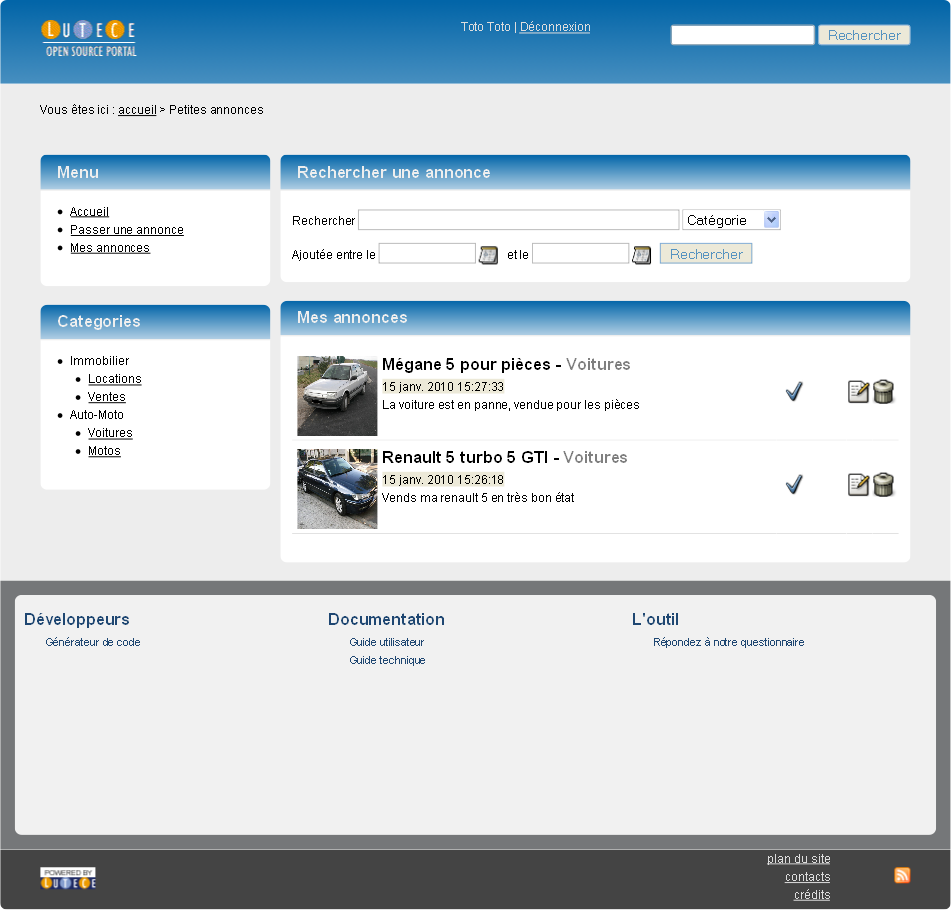 LUTECE
OPEN SOURCE PORTAL
Toto Toto | Déconnexion
Rechercher
Vous êtes ici : accueil > Petites annonces
Menu
Accueil
Passer une annonce
Mes annonces
Categories
Immobilier
Locations
Ventes
Auto-Moto
Voitures
Motos
Rechercher une annonce
Rechercher Catégorie
Ajoutée entre le et le Rechercher
Mes annonces
Mégane 5 pour pièces - Voitures
15 janv. 2010 15:27:33
La voiture est en panne, vendue pour les pièces
Renault 5 turbo 5 GTI - Voitures
15 janv. 2010 15:26:18
Vends ma renault 5 en très bon état
Développeurs
Générateur de code
Documentation
Guide utilisateur
Guide technique
L'outil
Répondez à notre questionnaire
POWERED BY
LUTECE
plan du site
contacts
crédits